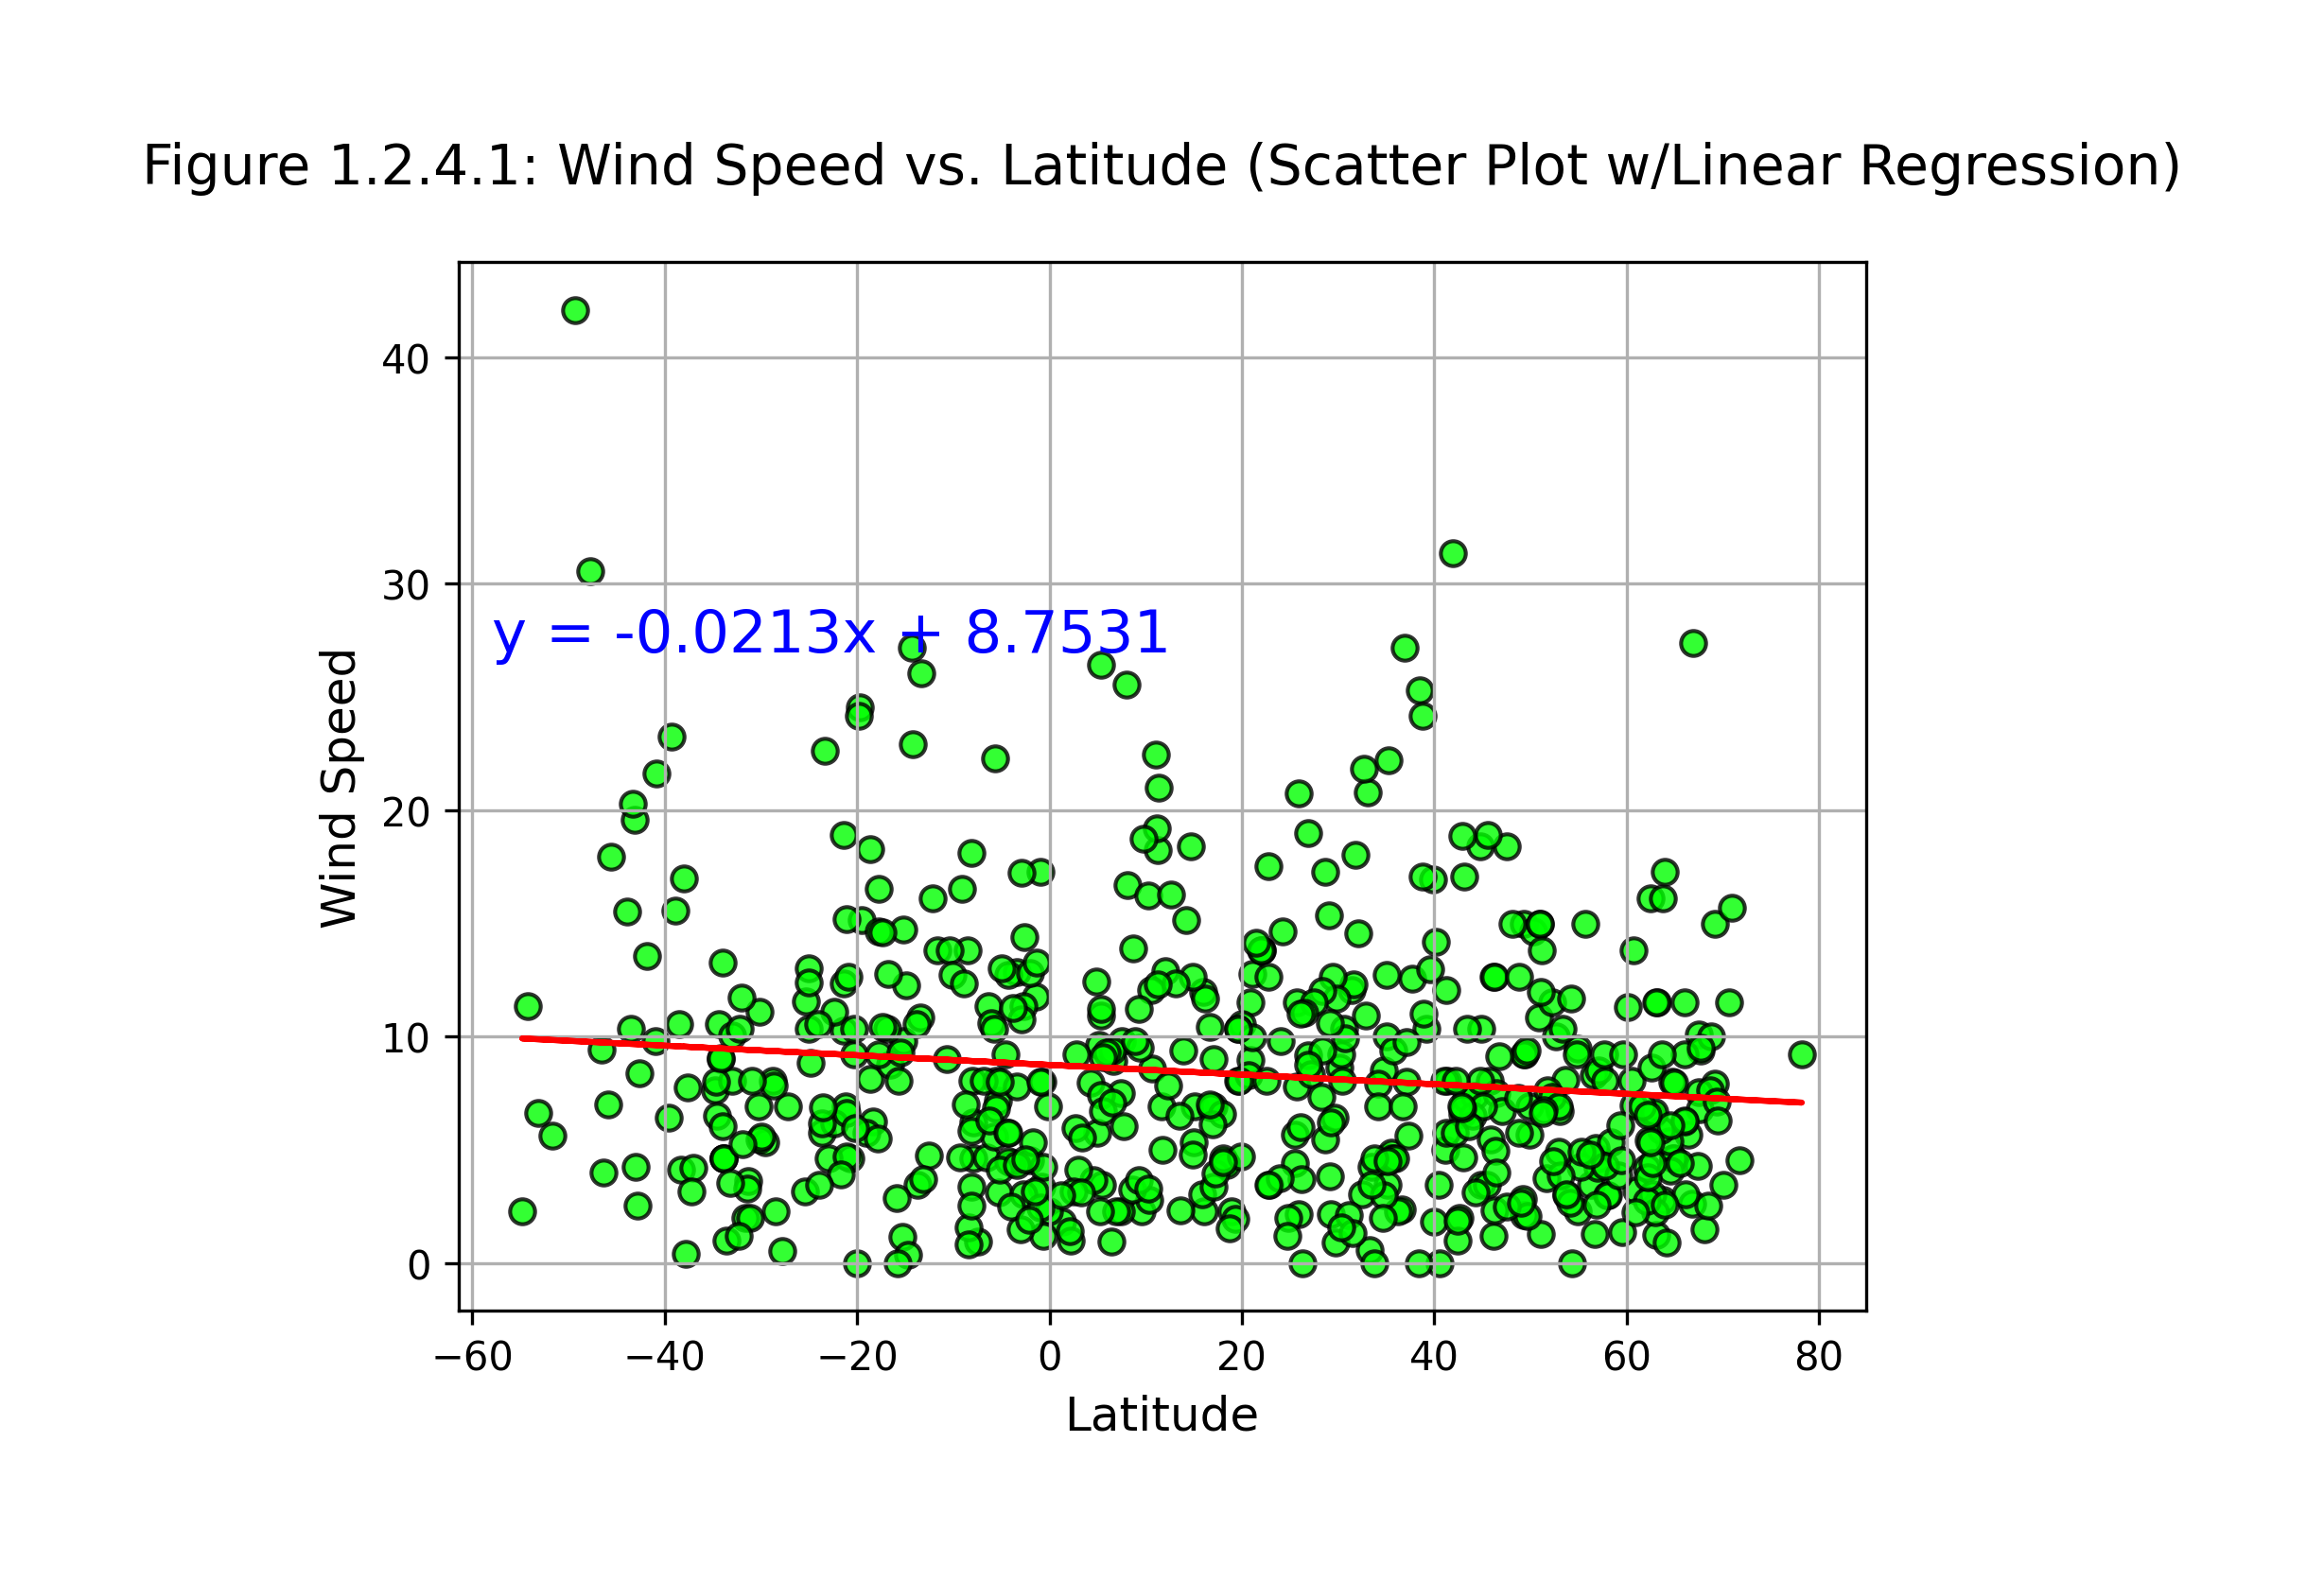 Figure 1.2.4.1: Wind Speed vs. Latitude (Scatter Plot w/Linear Regression)
40
30
20
10
0
Wind Speed
y = -0.0213x + 8.7531
−60 −40 −20 0 20 40 60 80
Latitude